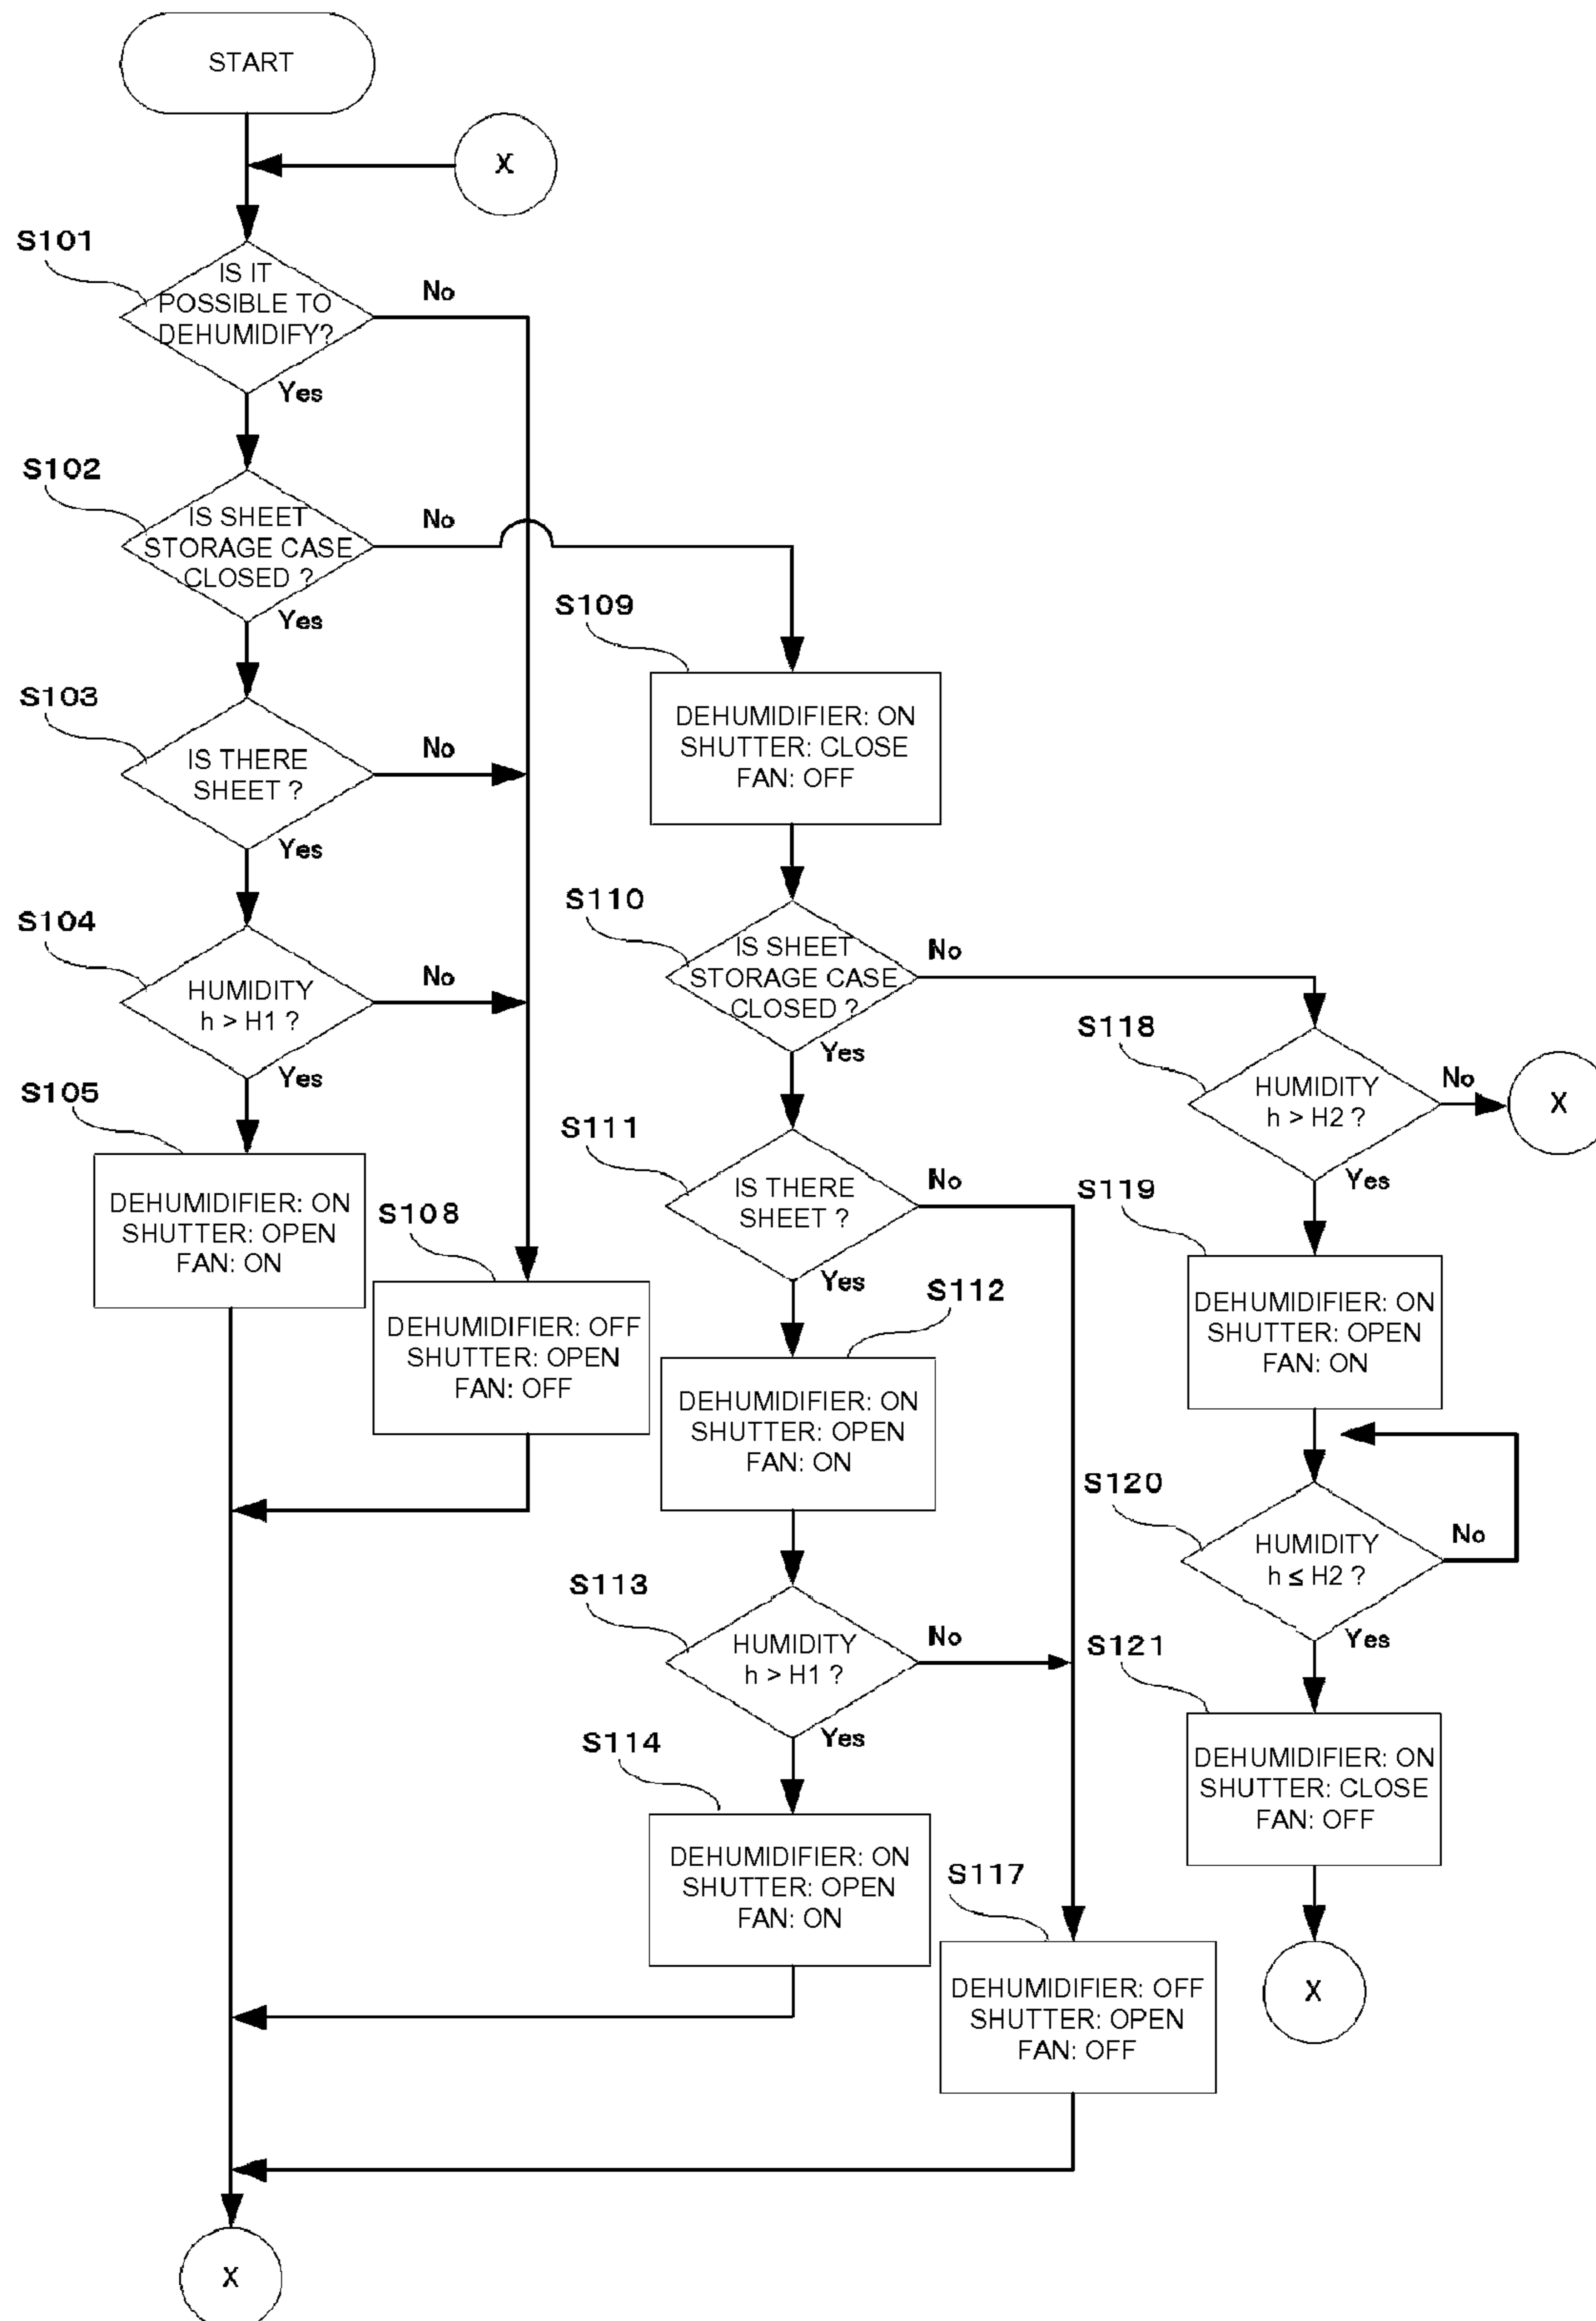 START
X
S101
IS IT
POSSIBLE TO
DEHUMIDIFY?
No
Yes
S102
IS SHEET
STORAGE CASE
CLOSED ?
No
Yes
S103
IS THERE
SHEET ?
No
Yes
S104
HUMIDITY
h > H1 ?
No
Yes
S105
DEHUMIDIFIER: ON
SHUTTER: OPEN
FAN: ON
S108
DEHUMIDIFIER: OFF
SHUTTER: OPEN
FAN: OFF
S109
DEHUMIDIFIER: ON
SHUTTER: CLOSE
FAN: OFF
S110
IS SHEET
STORAGE CASE
CLOSED ?
No
Yes
S111
IS THERE
SHEET ?
No
Yes
S112
DEHUMIDIFIER: ON
SHUTTER: OPEN
FAN: ON
S113
HUMIDITY
h > H1 ?
No
Yes
S114
DEHUMIDIFIER: ON
SHUTTER: OPEN
FAN: ON
S117
DEHUMIDIFIER: OFF
SHUTTER: OPEN
FAN: OFF
S118
HUMIDITY
h > H2 ?
No
X
Yes
S119
DEHUMIDIFIER: ON
SHUTTER: OPEN
FAN: ON
S120
HUMIDITY
h ≤ H2 ?
No
Yes
S121
DEHUMIDIFIER: ON
SHUTTER: CLOSE
FAN: OFF
X
X